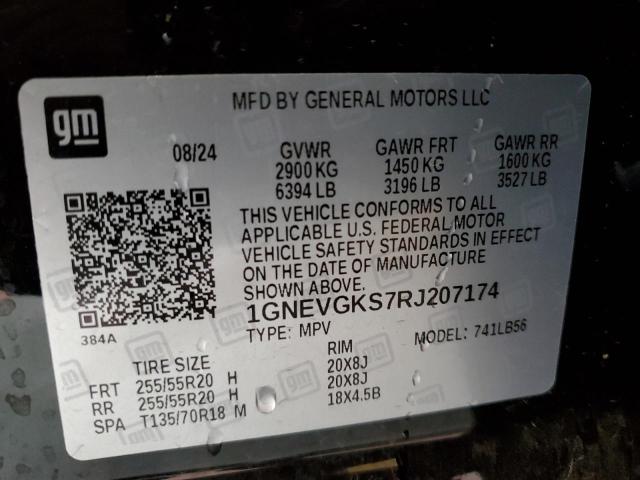 gm
MFD BY GENERAL MOTORS LLC
08/24 GVWR GAWR FRT GAWR RR
2900 KG 1450 KG 1600 KG
6394 LB 3196 LB 3527 LB
THIS VEHICLE CONFORMS TO ALL
APPLICABLE U.S. FEDERAL MOTOR
VEHICLE SAFETY STANDARDS IN EFFECT
ON THE DATE OF MANUFACTURE
SHOWN ABOVE.
1GNEVGKS7RJ207174
384A TYPE: MPV MODEL: 741LB56
TIRE SIZE RIM
FRT 255/55R20 H 20X8J
RR 255/55R20 H 20X8J
SPA T135/70R18 M 18X4.5B